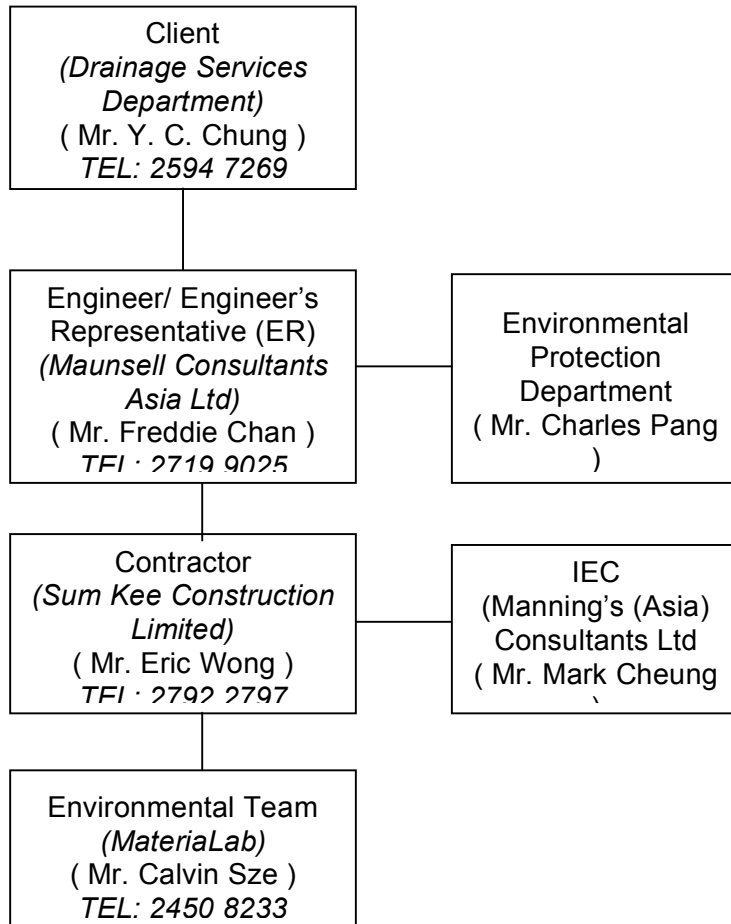 Client
(Drainage Services
Department)
( Mr. Y. C. Chung )
TEL: 2594 7269
Engineer/ Engineer's
Representative (ER)
(Maunsell Consultants
Asia Ltd)
( Mr. Freddie Chan )
TEL: 2719 9025
Environmental
Protection
Department
( Mr. Charles Pang
)
Contractor
(Sum Kee Construction
Limited)
( Mr. Eric Wong )
TEL: 2792 2797
IEC
(Manning's (Asia)
Consultants Ltd
( Mr. Mark Cheung
)
Environmental Team
(MateriaLab)
( Mr. Calvin Sze )
TEL: 2450 8233